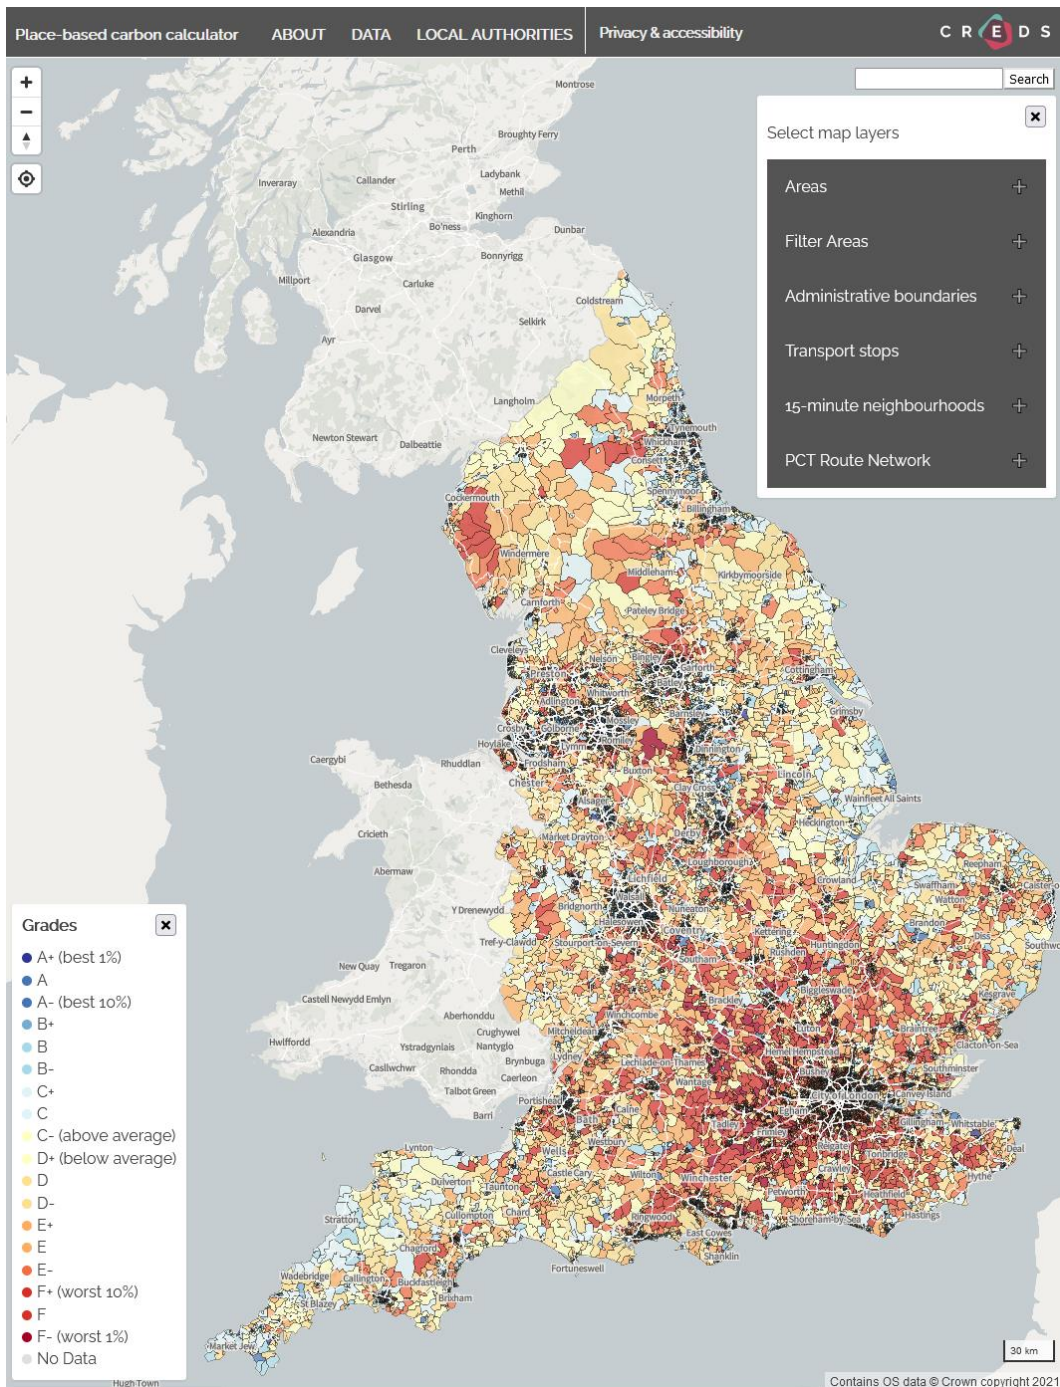 Place-based carbon calculator
ABOUT
DATA
LOCAL AUTHORITIES
Privacy & accessibility
CREDS
Search
Select map layers
Areas
Filter Areas
Administrative boundaries
Transport stops
15-minute neighbourhoods
PCT Route Network
Montrose
Broughty Ferry
Perth
Inveraray
Callander
Ladybank
Methil
Stirling
Kinghorn
Bo'ness
Alexandria
Dunbar
Glasgow
Bonnyrigg
Millport
Carluke
Coldstream
Darvel
Selkirk
Ayr
Langholm
Morpeth
Newton Stewart
Dalbeattie
Tynemouth
Whickham
Consett
Spennymoor
Cockermouth
Billingham
Windermere
Middleham
Kirkbymoorside
Carnforth
Pateley Bridge
Cleveleys
Nelson
Bingley
Garforth
Cottingham
Preston
Batley
Whitworth
Adlington
Barnsley
Grimsby
Mossley
Crosby
Golborne
Romiley
Hoylake
Lymm
Dinnington
Caergybi
Rhuddlan
Frodsham
Buxton
Lincoln
Bethesda
Chester
Clay Cross
Wainfleet All Saints
Alsager
Heckington
Cricieth
Market Drayton
Derby
Loughborough
Abermaw
Lichfield
Crowland
Reepham
Swaffham
Caister-o
Walsall
Watton
Y Drenewydd
Bridgnorth
Nuneaton
Brandon
Halesowen
Coventry
Kettering
Diss
Tref-y-Clawdd
Stourport-on-Severn
Huntingdon
Southwo
Rushden
New Quay
Tregaron
Southam
Biggleswade
Kesgrave
Castell Newydd Emlyn
Brackley
Aberhonddu
Winchcombe
Luton
Braintree
Hwlffordd
Crughywel
Mitcheldean
Clacton-on-Sea
Ystradgynlais
Nantyglo
Lydney
Lechlade-on-Thames
Hemel Hempstead
Casllwchwr
Rhondda
Brynbuga
Caerleon
Wantage
Bushey
Southminster
Talbot Green
Portishead
City of London
Canvey Island
Barri
Bath
Calne
Egham
Gillingham
Whitstable
Tadley
Frimley
Lynton
Westbury
Reigate
Deal
Wells
Tonbridge
Dulverton
Castle Cary
Wilton
Winchester
Crawley
Hythe
Taunton
Petworth
Heathfield
Stratton
Cullompton
Chard
Ringwood
Shoreham-by-Sea
Hastings
East Cowes
Chagford
Shanklin
Fortuneswell
Wadebridge
Callington
Buckfastleigh
St Blazey
Brixham
Market Jew
Hugh Town
Grades
A+ (best 1%)
A
A- (best 10%)
B+
B
B-
C+
C
C- (above average)
D+ (below average)
D
D-
E+
E
E-
F+ (worst 10%)
F
F- (worst 1%)
No Data
30 km
Contains OS data © Crown copyright 2021